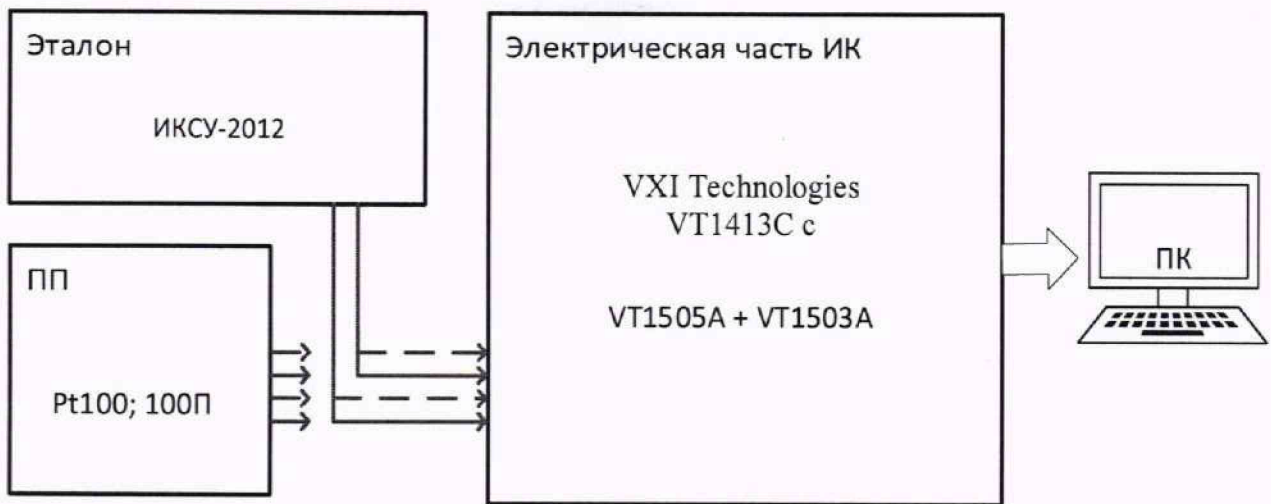 Эталон
ИКСУ-2012
ПП
Pt100; 100П
Электрическая часть ИК
VXI Technologies
VT1413C с
VT1505A + VT1503A
ПК